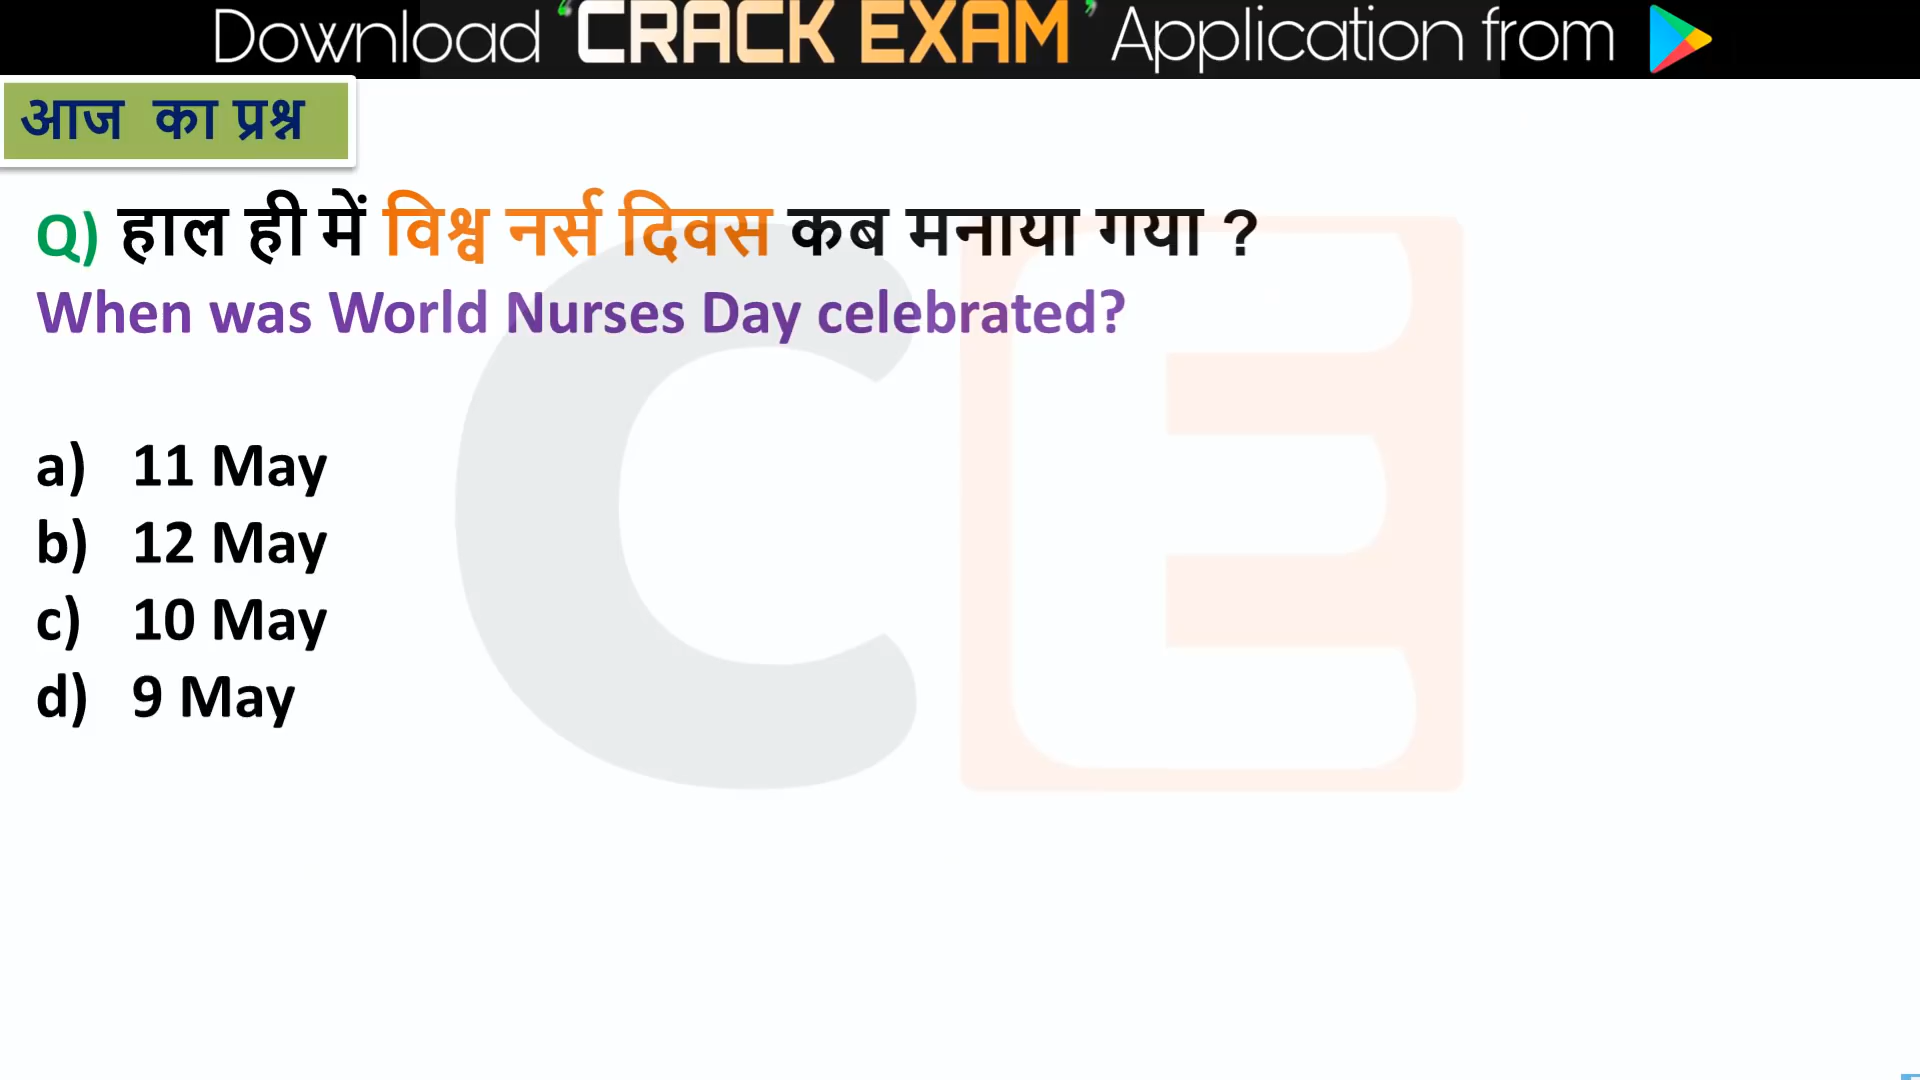 Download ‘CRACK EXAM’ Application from
आज का प्रश्न
Q) हाल ही में विश्व नर्स दिवस कब मनाया गया ?
When was World Nurses Day celebrated?
a) 11 May
b) 12 May
c) 10 May
d) 9 May
CE